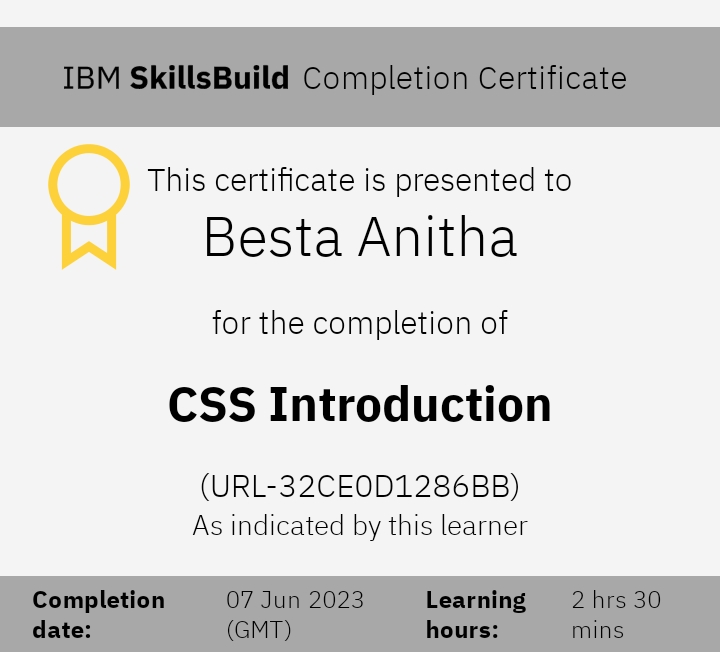 IBM SkillsBuild Completion Certificate
This certificate is presented to
Besta Anitha
for the completion of
CSS Introduction
(URL-32CE0D1286BB)
As indicated by this learner
Completion date: 07 Jun 2023 (GMT) Learning hours: 2 hrs 30 mins